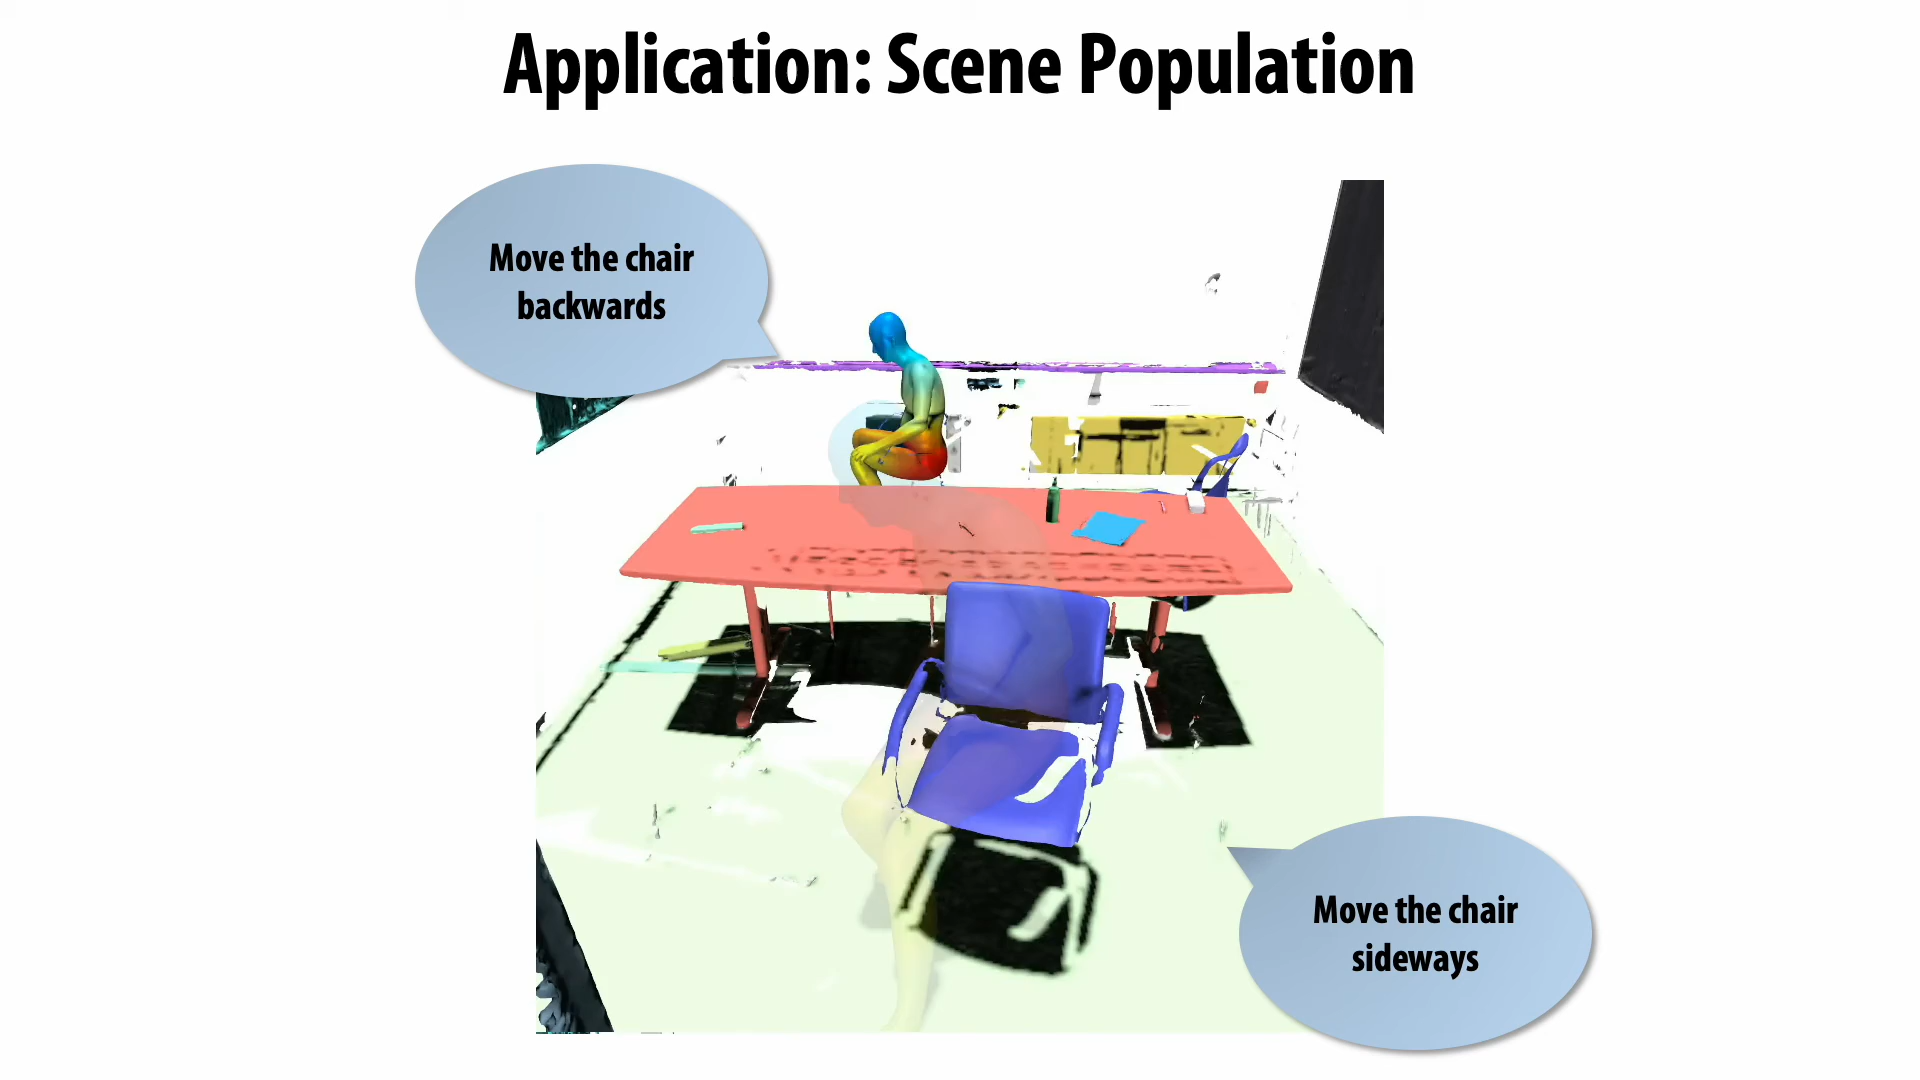 Application: Scene Population
Move the chair
backwards
Move the chair
sideways